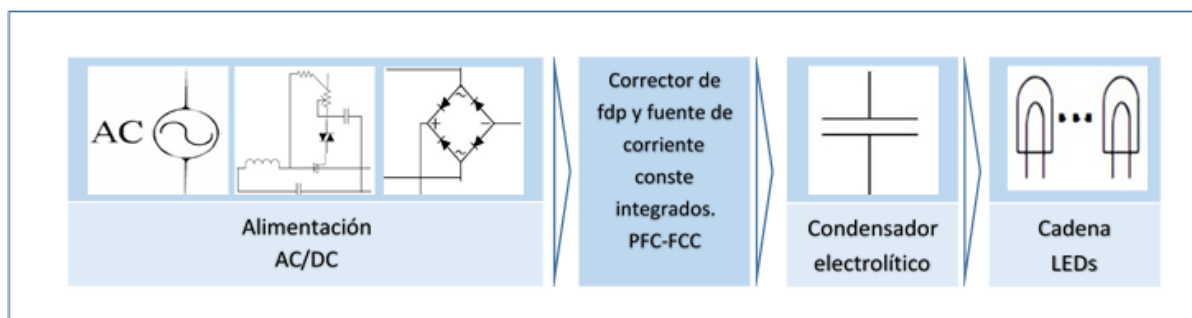 AC
Alimentación
AC/DC
Corrector de
fdp y fuente de
corriente
conste
integrados.
PFC-FCC
Condensador
electrolítico
Cadena
LEDs